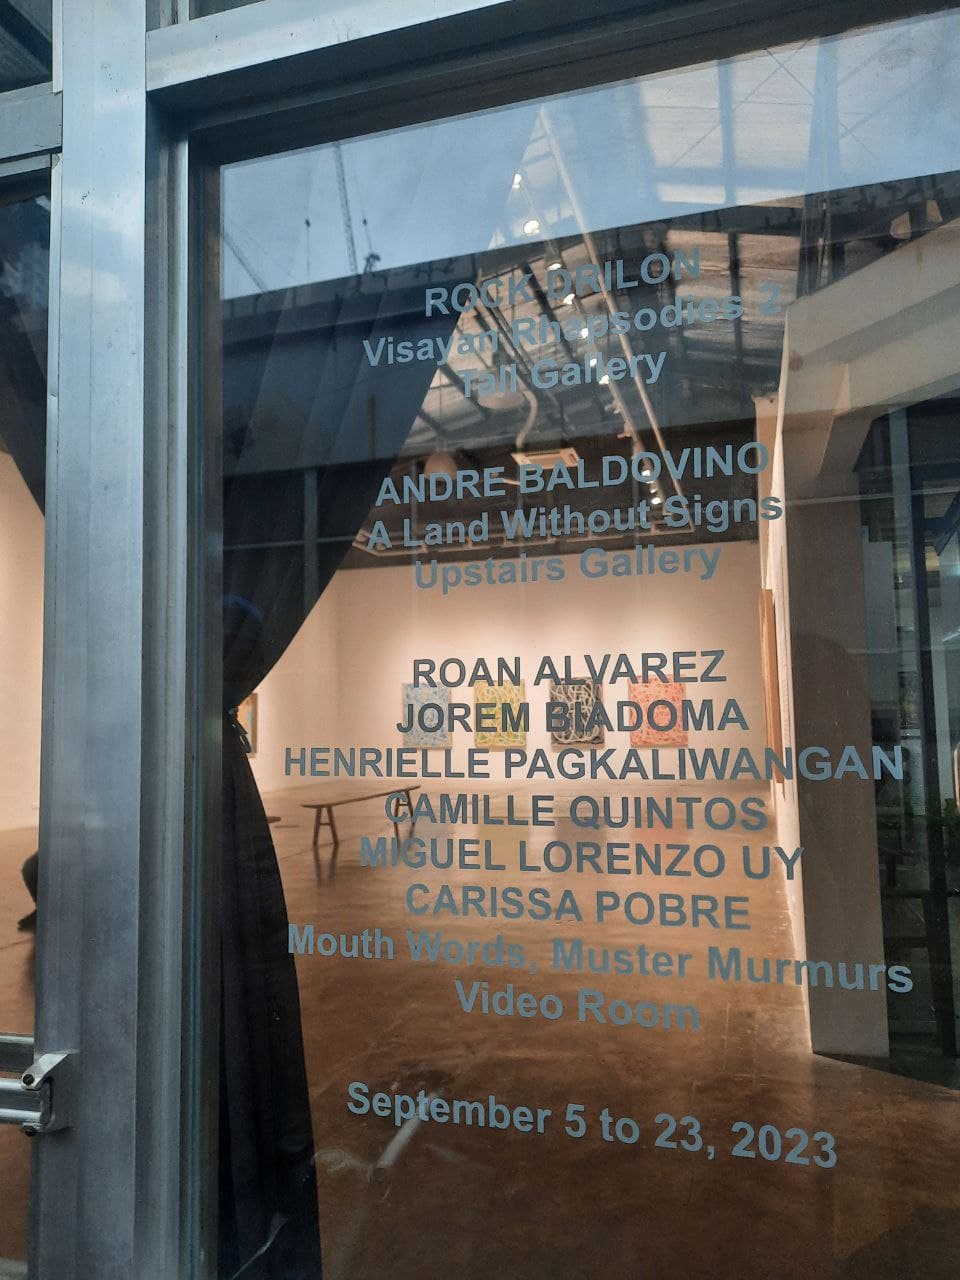 ROCK DRILON
Visayan Rhapsodies 2
Tall Gallery
ANDRE BALDOVINO
A Land Without Signs
Upstairs Gallery
ROAN ALVAREZ
JOREM BIADOMA
HENRIELLE PAGKALIWANGAN
CAMILLE QUINTOS
MIGUEL LORENZO UY
CARISSA POBRE
Mouth Words, Muster Murmurs
Video Room
September 5 to 23, 2023